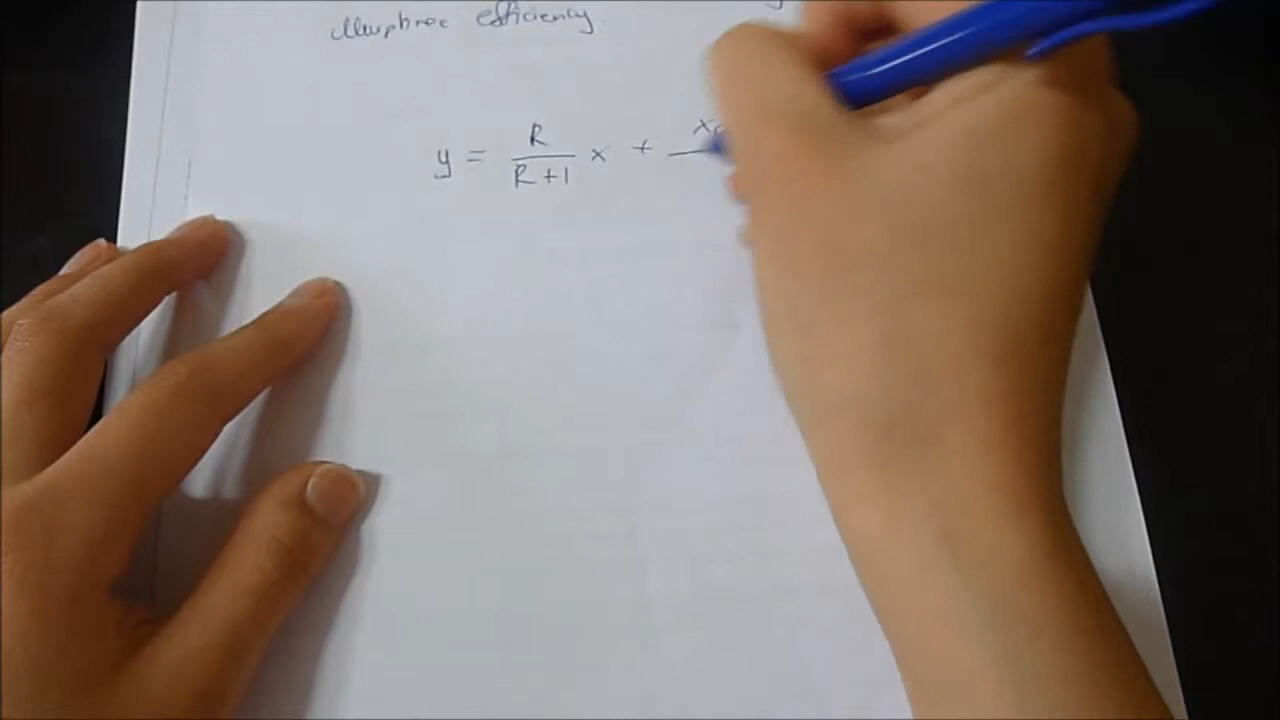 Murphree efficiency
y = R/(R+1) x + x